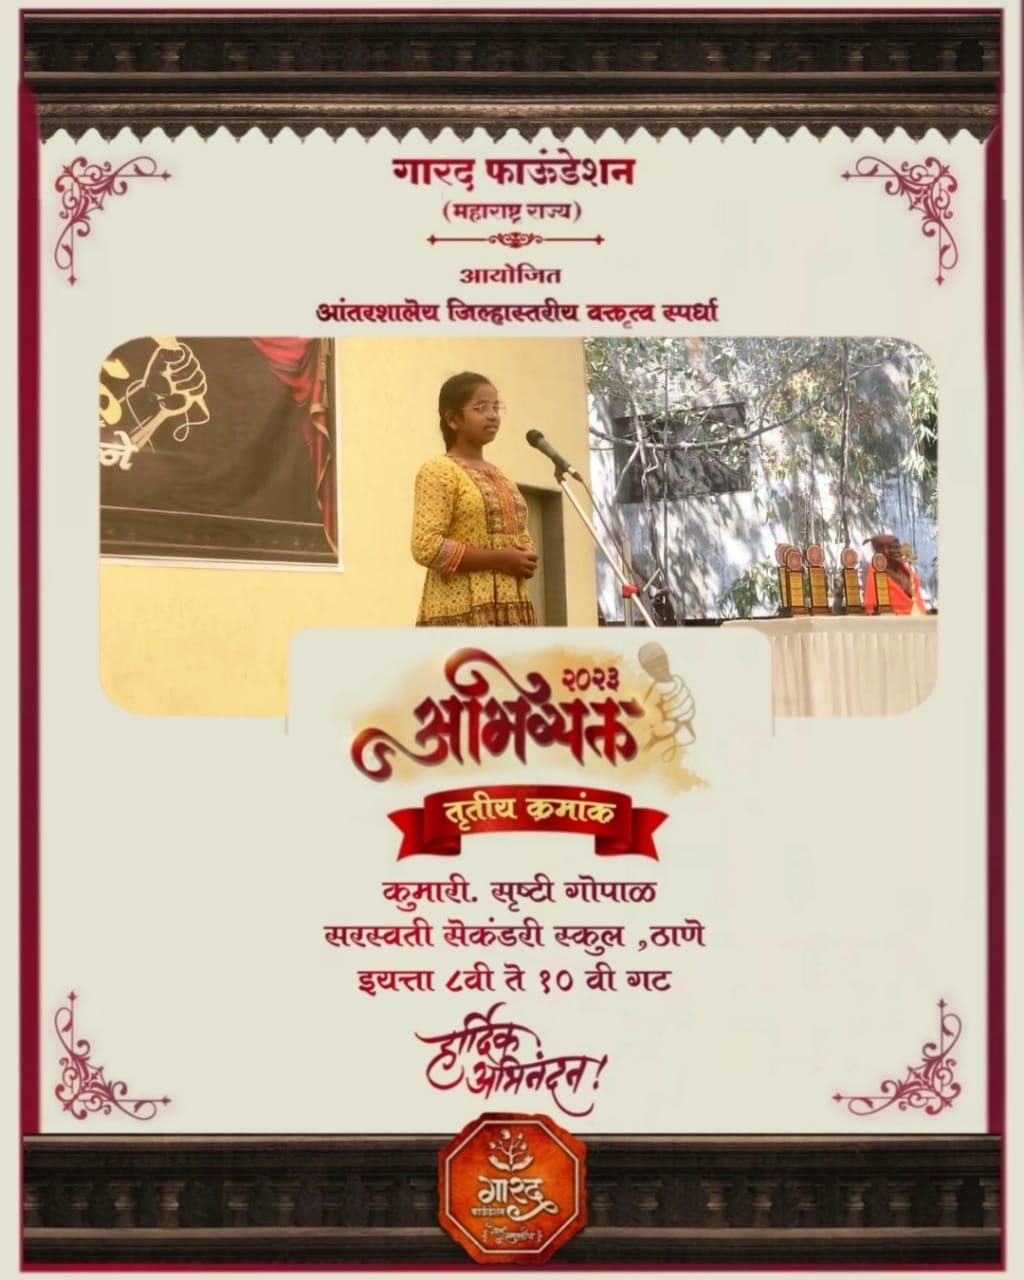 गारद फाऊंडेशन
(महाराष्ट्र राज्य)
आयोजित
आंतरशालेय जिल्हास्तरीय वक्तृत्व स्पर्धा
ने
२०२३
अभिव्यक्त
तृतीय क्रमांक
कुमारी. सृष्टी गोपाळ
सरस्वती सेकंडरी स्कुल ,ठाणे
इयत्ता ८वी ते १० वी गट
हार्दिक
अभिनंदन!
गारद
फाऊंडेशन